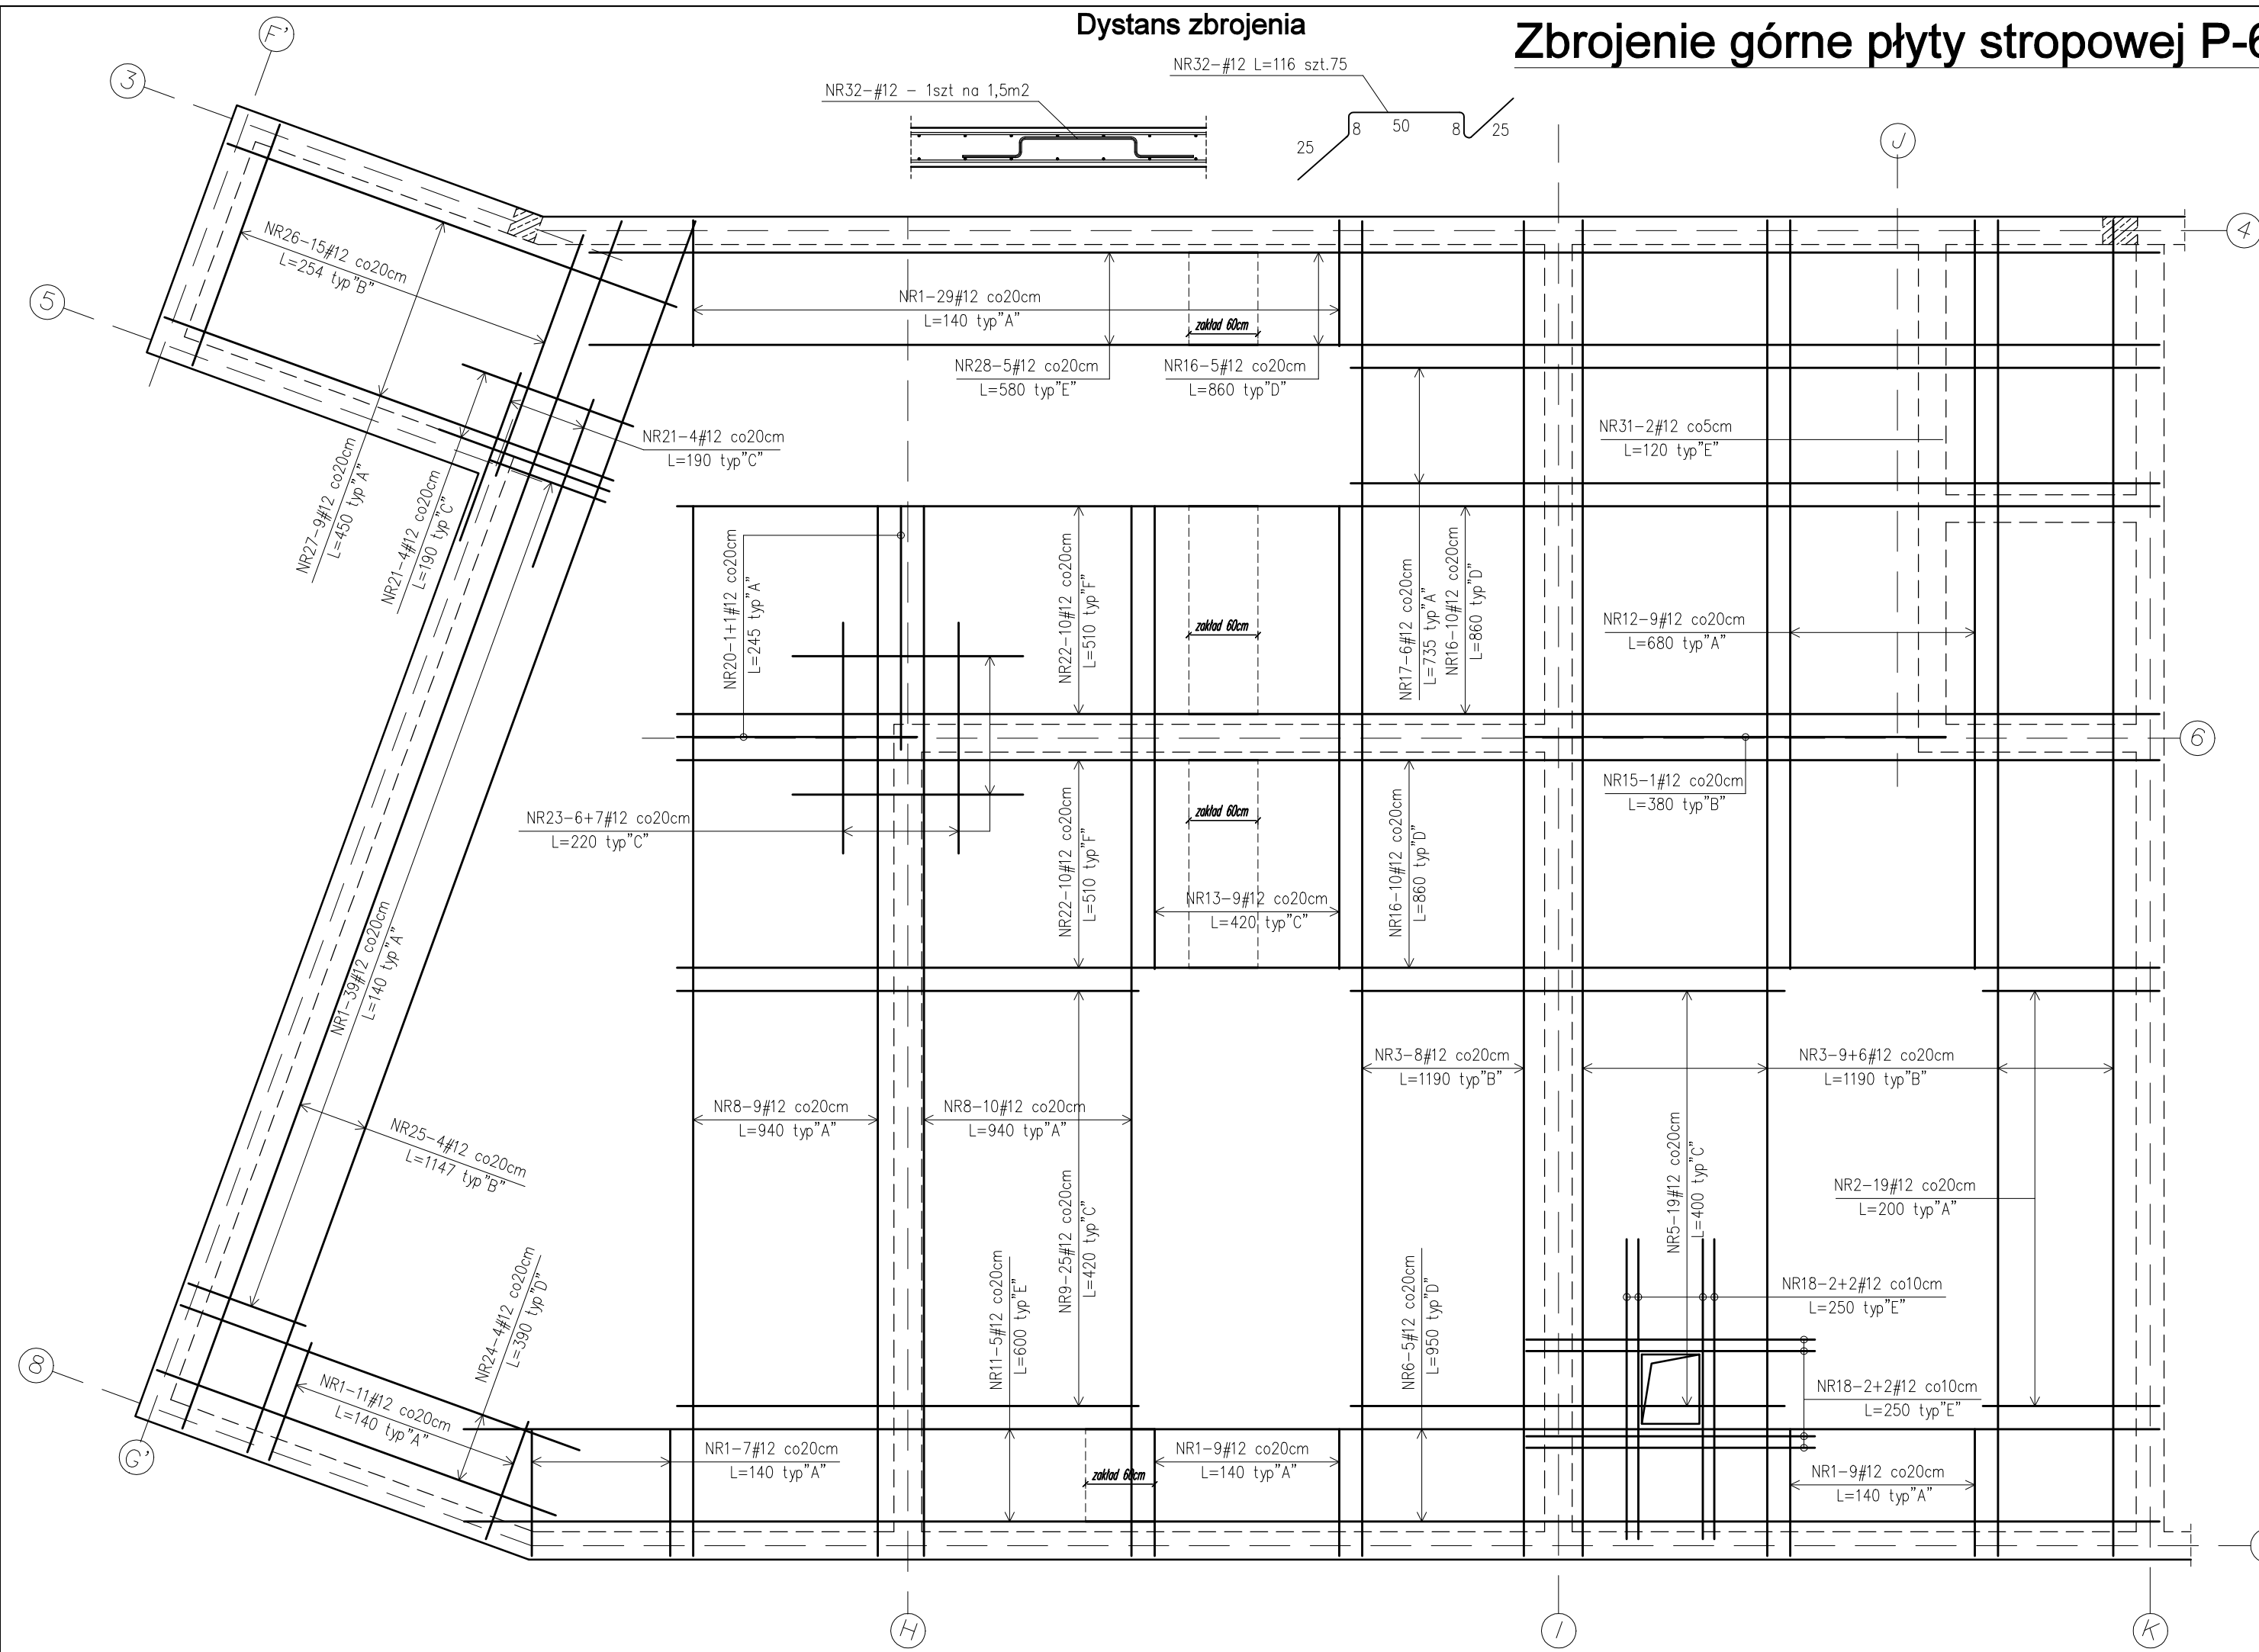 Dystans zbrojenia
Zbrojenie górne płyty stropowej P-6
NR32-#12 L=116 szt.75
NR32-#12 - 1szt na 1,5m2
25
8
50
8
25
F'
3
J
4
5
NR26-15#12 co20cm
L=254 typ"B"
NR1-29#12 co20cm
L=140 typ"A"
zakład 60cm
NR28-5#12 co20cm
L=580 typ"E"
NR16-5#12 co20cm
L=860 typ"D"
NR21-4#12 co20cm
L=190 typ"C"
NR31-2#12 co5cm
L=120 typ"E"
NR27-9#12 co20cm
L=450 typ"A"
NR21-4#12 co20cm
L=190 typ"C"
NR20-1+1#12 co20cm
L=245 typ"A"
NR22-10#12 co20cm
L=510 typ"F"
zakład 60cm
NR17-6#12 co20cm
L=735 typ"A"
NR16-10#12 co20cm
L=860 typ"D"
NR12-9#12 co20cm
L=680 typ"A"
6
NR15-1#12 co20cm
L=380 typ"B"
NR23-6+7#12 co20cm
L=220 typ"C"
NR22-10#12 co20cm
L=510 typ"F"
zakład 60cm
NR16-10#12 co20cm
L=860 typ"D"
NR13-9#12 co20cm
L=420 typ"C"
NR1-39#12 co20cm
L=140 typ"A"
NR3-8#12 co20cm
L=1190 typ"B"
NR3-9+6#12 co20cm
L=1190 typ"B"
NR8-9#12 co20cm
L=940 typ"A"
NR8-10#12 co20cm
L=940 typ"A"
NR25-4#12 co20cm
L=1147 typ"B"
NR9-25#12 co20cm
L=420 typ"C"
NR5-19#12 co20cm
L=400 typ"C"
NR2-19#12 co20cm
L=200 typ"A"
NR24-4#12 co20cm
L=390 typ"D"
NR11-5#12 co20cm
L=600 typ"E"
NR6-5#12 co20cm
L=950 typ"D"
NR18-2+2#12 co10cm
L=250 typ"E"
8
NR1-11#12 co20cm
L=140 typ"A"
NR18-2+2#12 co10cm
L=250 typ"E"
G'
NR1-7#12 co20cm
L=140 typ"A"
zakład 60cm
NR1-9#12 co20cm
L=140 typ"A"
NR1-9#12 co20cm
L=140 typ"A"
H
I
K